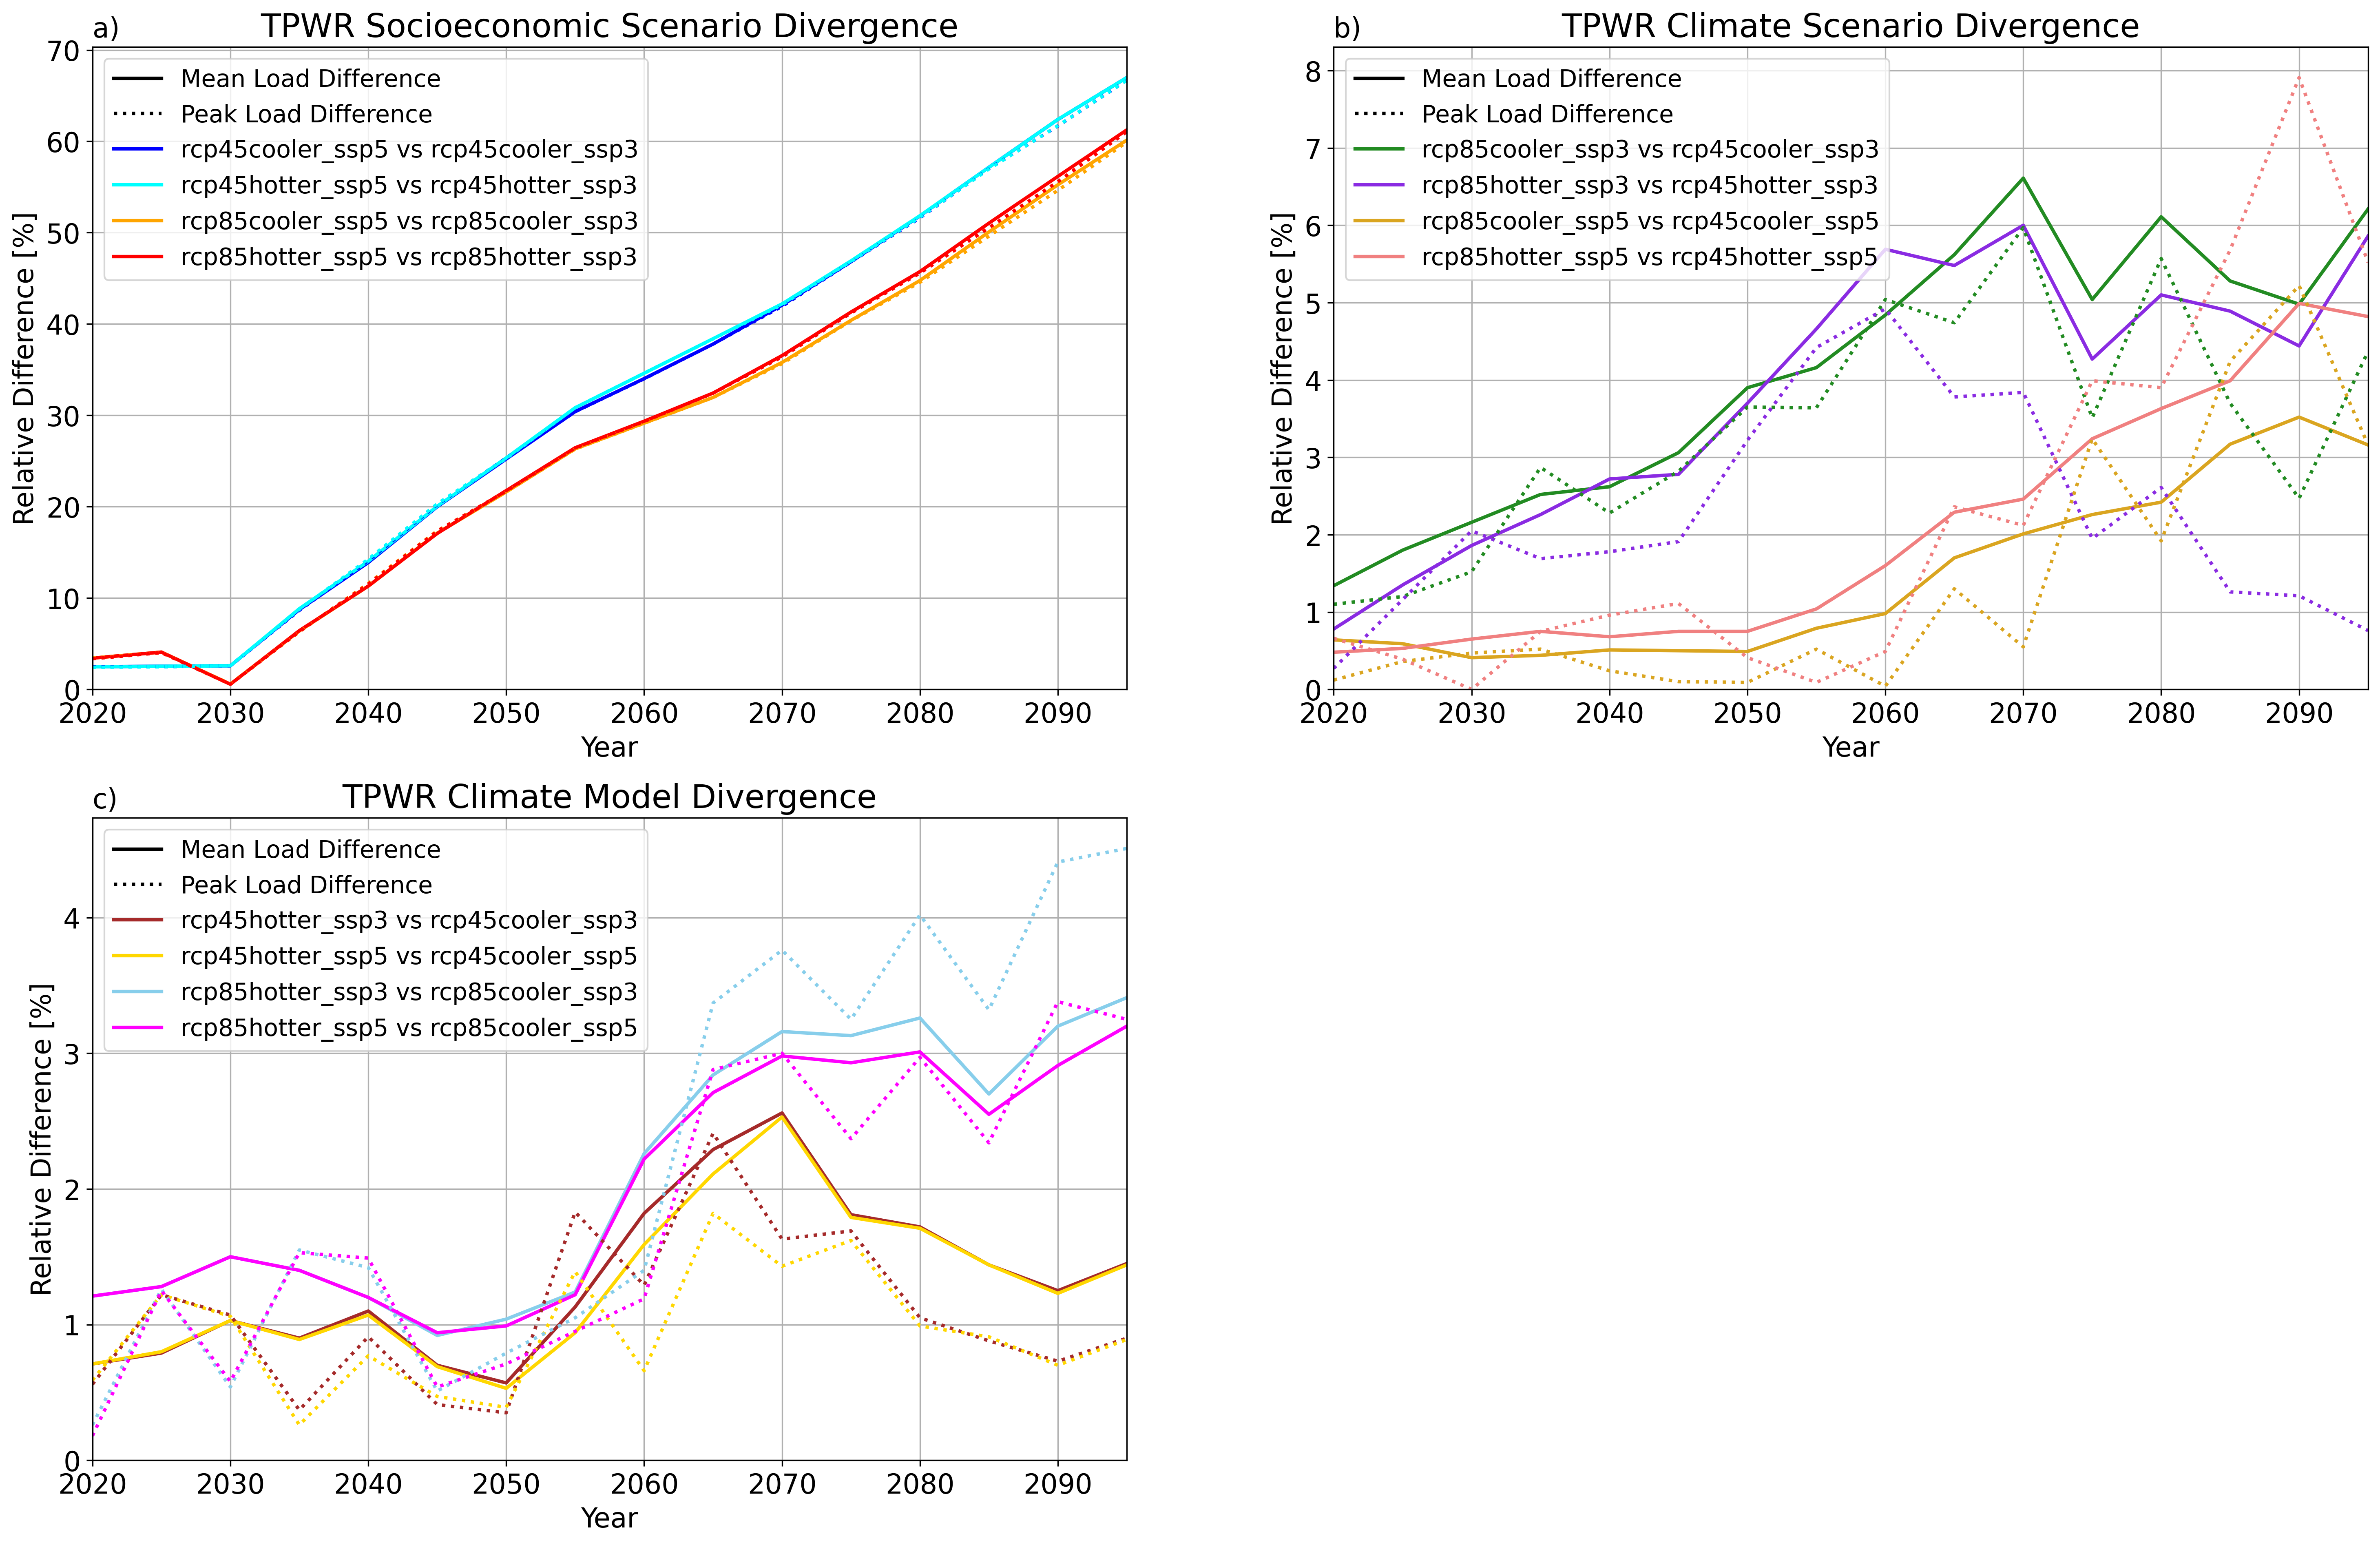 a)
TPWR Socioeconomic Scenario Divergence
Mean Load Difference
Peak Load Difference
rcp45cooler_ssp5 vs rcp45cooler_ssp3
rcp45hotter_ssp5 vs rcp45hotter_ssp3
rcp85cooler_ssp5 vs rcp85cooler_ssp3
rcp85hotter_ssp5 vs rcp85hotter_ssp3
Relative Difference [%]
70
60
50
40
30
20
10
0
2020 2030 2040 2050 2060 2070 2080 2090
Year
b)
TPWR Climate Scenario Divergence
Mean Load Difference
Peak Load Difference
rcp85cooler_ssp3 vs rcp45cooler_ssp3
rcp85hotter_ssp3 vs rcp45hotter_ssp3
rcp85cooler_ssp5 vs rcp45cooler_ssp5
rcp85hotter_ssp5 vs rcp45hotter_ssp5
Relative Difference [%]
8
7
6
5
4
3
2
1
0
2020 2030 2040 2050 2060 2070 2080 2090
Year
c)
TPWR Climate Model Divergence
Mean Load Difference
Peak Load Difference
rcp45hotter_ssp3 vs rcp45cooler_ssp3
rcp45hotter_ssp5 vs rcp45cooler_ssp5
rcp85hotter_ssp3 vs rcp85cooler_ssp3
rcp85hotter_ssp5 vs rcp85cooler_ssp5
Relative Difference [%]
4
3
2
1
0
2020 2030 2040 2050 2060 2070 2080 2090
Year